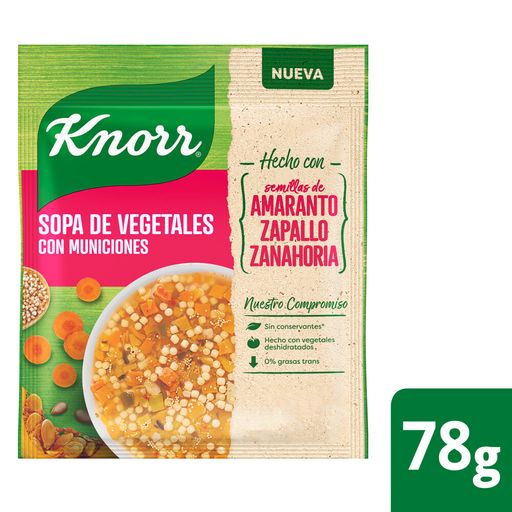 NUEVA
Knorr®
SOPA DE VEGETALES
CON MUNICIONES
Hecho con
semillas de
AMARANTO
ZAPALLO
ZANAHORIA
Nuestro Compromiso
Sin conservantes*
Hecho con vegetales
deshidratados.
0% grasas trans
78g